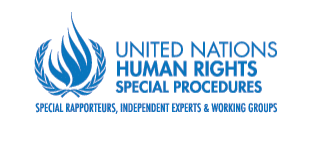 UNITED NATIONS
HUMAN RIGHTS
SPECIAL PROCEDURES
SPECIAL RAPPORTEURS, INDEPENDENT EXPERTS & WORKING GROUPS